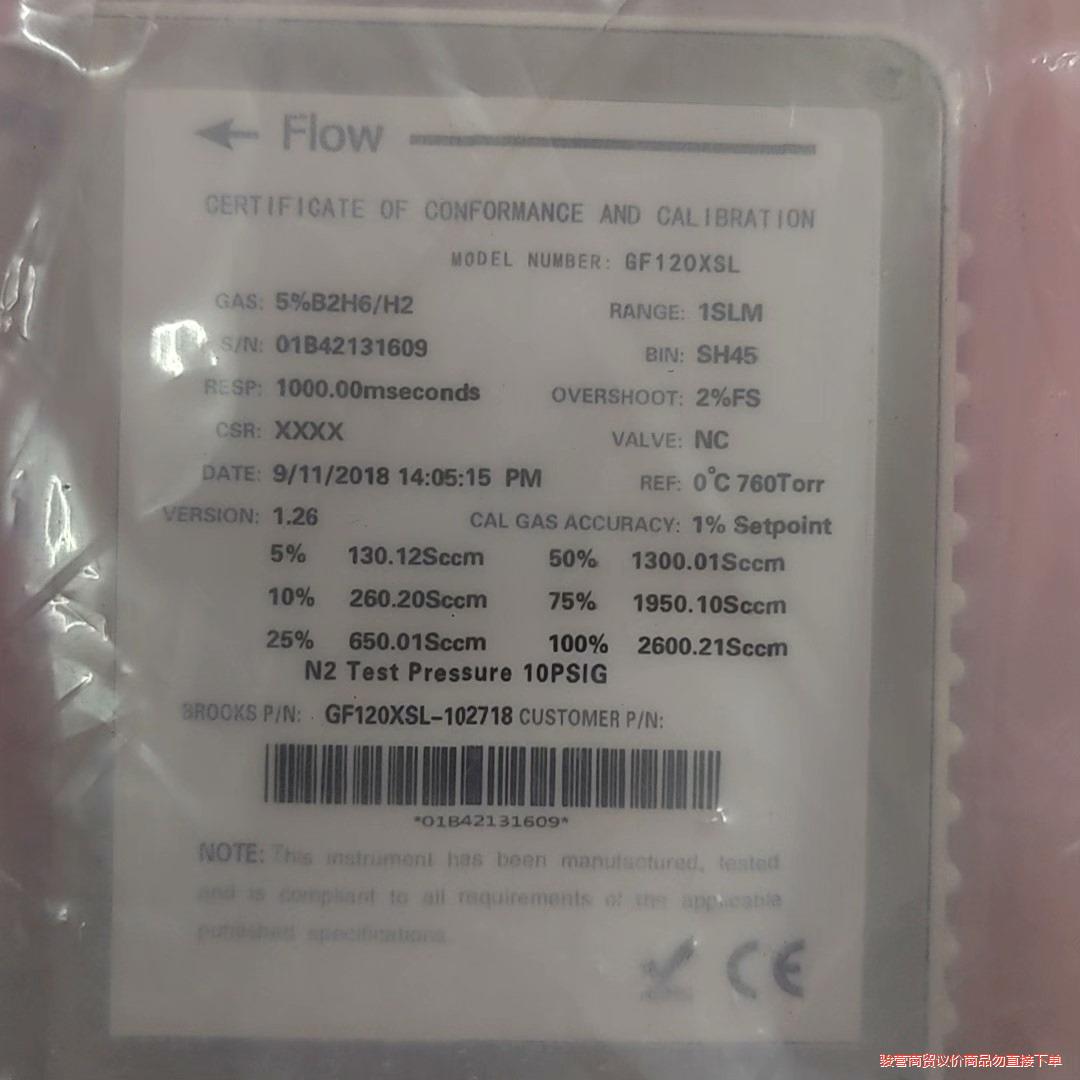 Flow
CERTIFICATE OF CONFORMANCE AND CALIBRATION
MODEL NUMBER: GF120XSL
GAS: 5%B2H6/H2 RANGE: 1SLM
S/N: 01B42131609 BIN: SH45
RESP: 1000.00mseconds OVERSHOOT: 2%FS
CSR: XXXX VALVE: NC
DATE: 9/11/2018 14:05:15 PM REF: 0°C 760Torr
VERSION: 1.26 CAL GAS ACCURACY: 1% Setpoint
5% 130.12Sccm 50% 1300.01Sccm
10% 260.20Sccm 75% 1950.10Sccm
25% 650.01Sccm 100% 2600.21Sccm
N2 Test Pressure 10PSIG
BROOKS P/N: GF120XSL-102718 CUSTOMER P/N:
*01B42131609*
NOTE: This instrument has been manufactured, tested
and is compliant to all requirements of the applicable
published specifications.
CE
骏营商贸议价商品勿直接下单